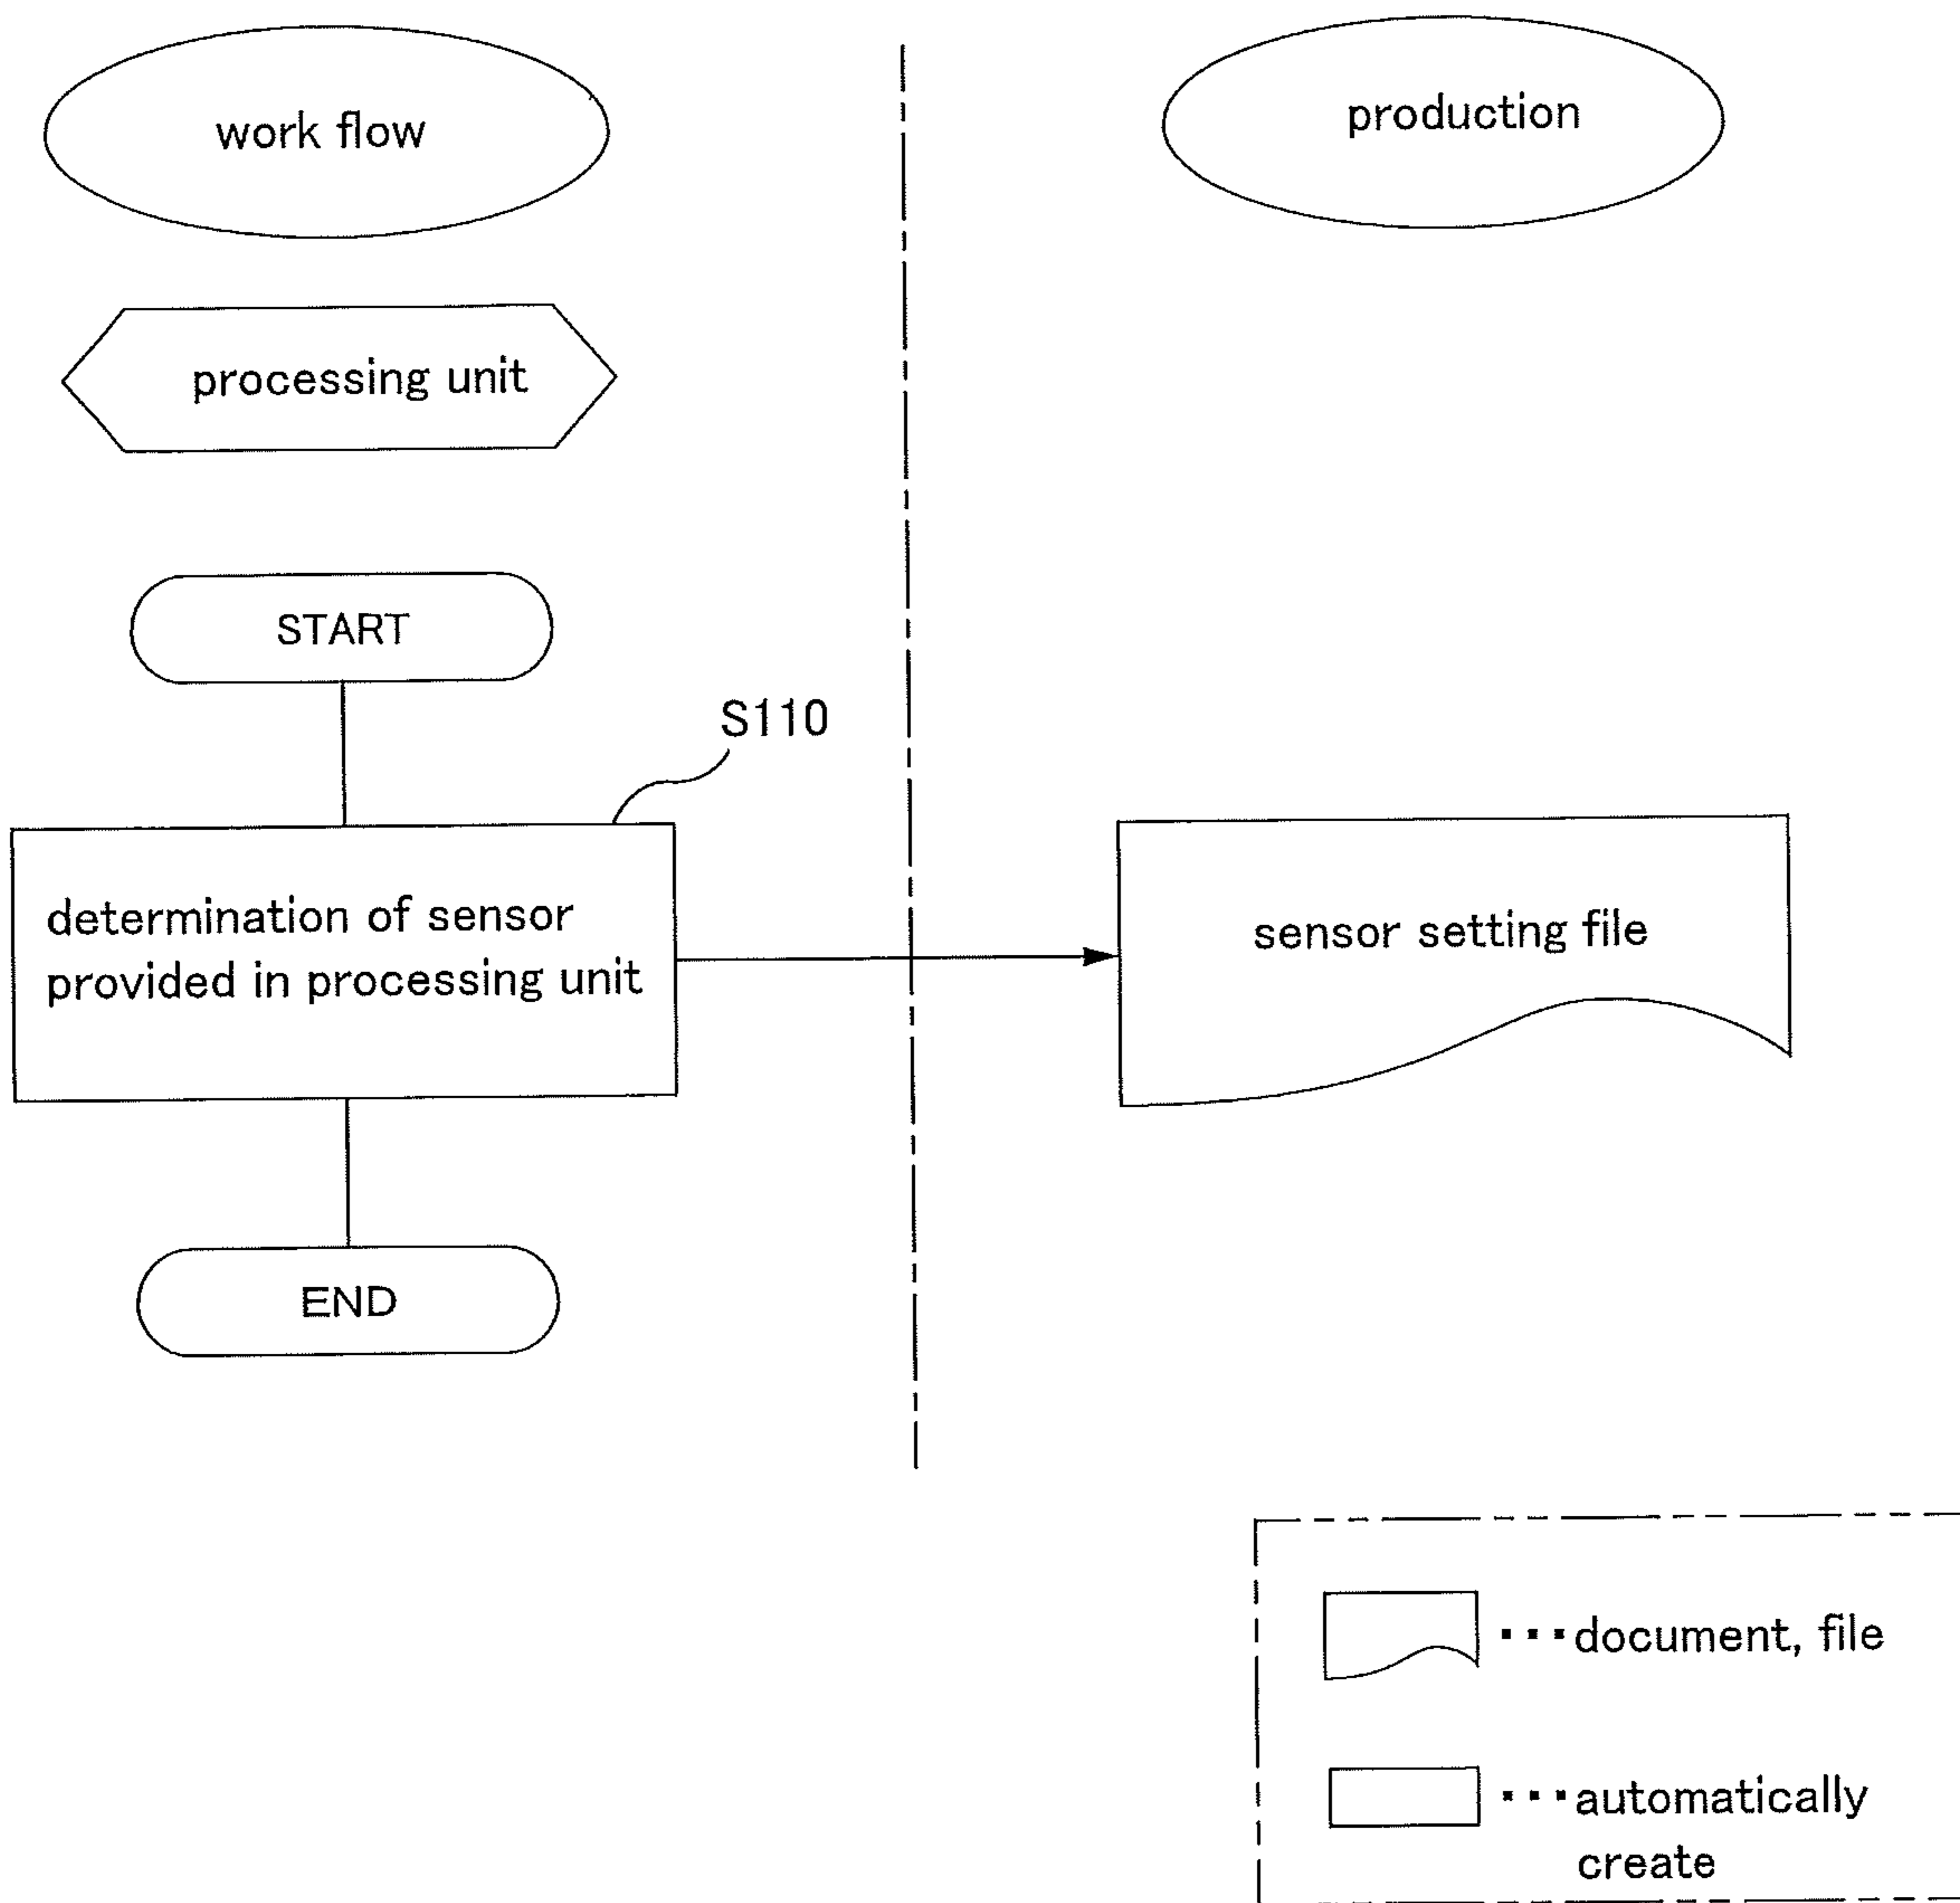 work flow
production
processing unit
START
S110
determination of sensor
provided in processing unit
sensor setting file
END
･･･document, file
･･･automatically
create